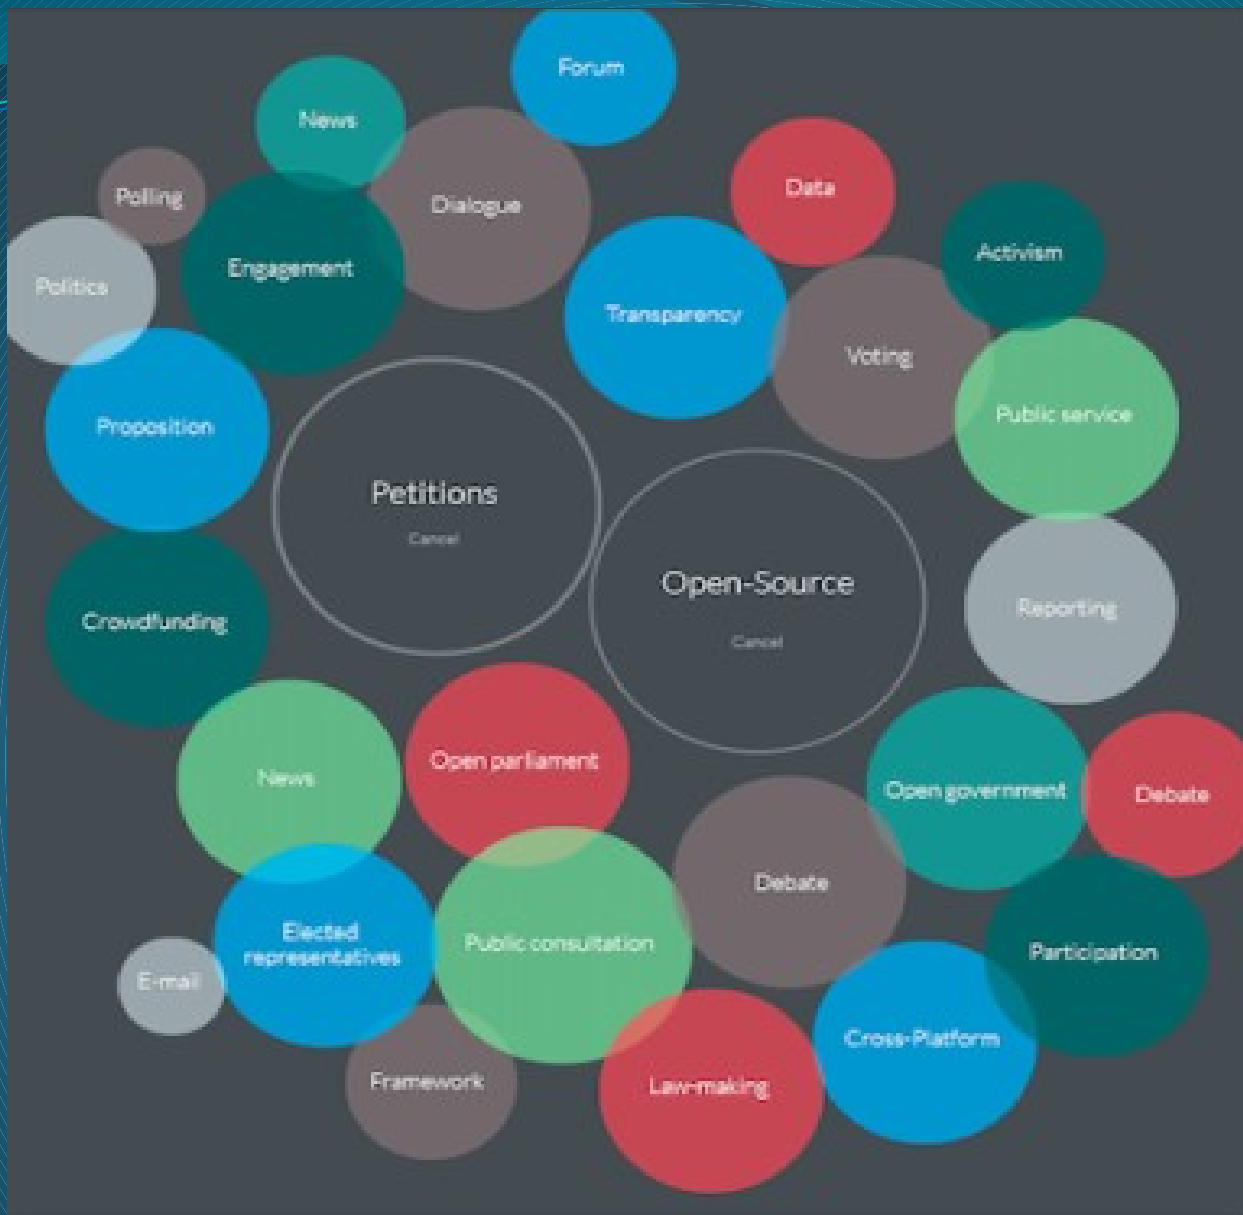 Forum
News
Data
Polling
Dialogue
Activism
Engagement
Politics
Transparency
Voting
Public service
Proposition
Petitions
Cancel
Open-Source
Cancel
Reporting
Crowdfunding
Open parliament
News
Open government
Debate
Debate
Elected
representatives
Public consultation
Participation
E-mail
Cross-Platform
Framework
Law-making